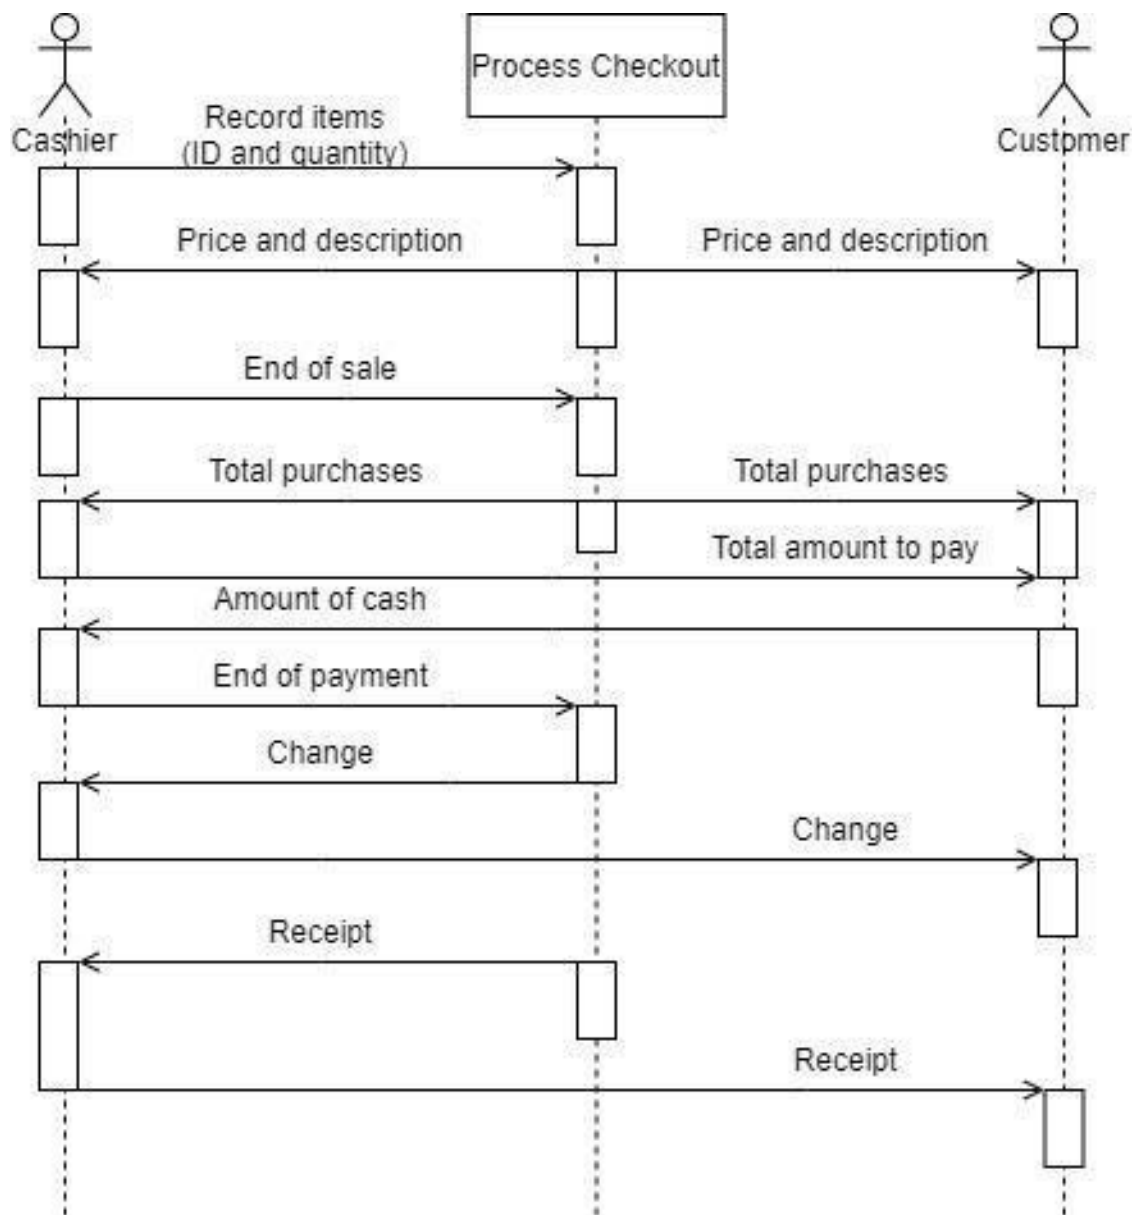 Process Checkout
Cashier
Customer
Record items
(ID and quantity)
Price and description
Price and description
End of sale
Total purchases
Total purchases
Total amount to pay
Amount of cash
End of payment
Change
Change
Receipt
Receipt